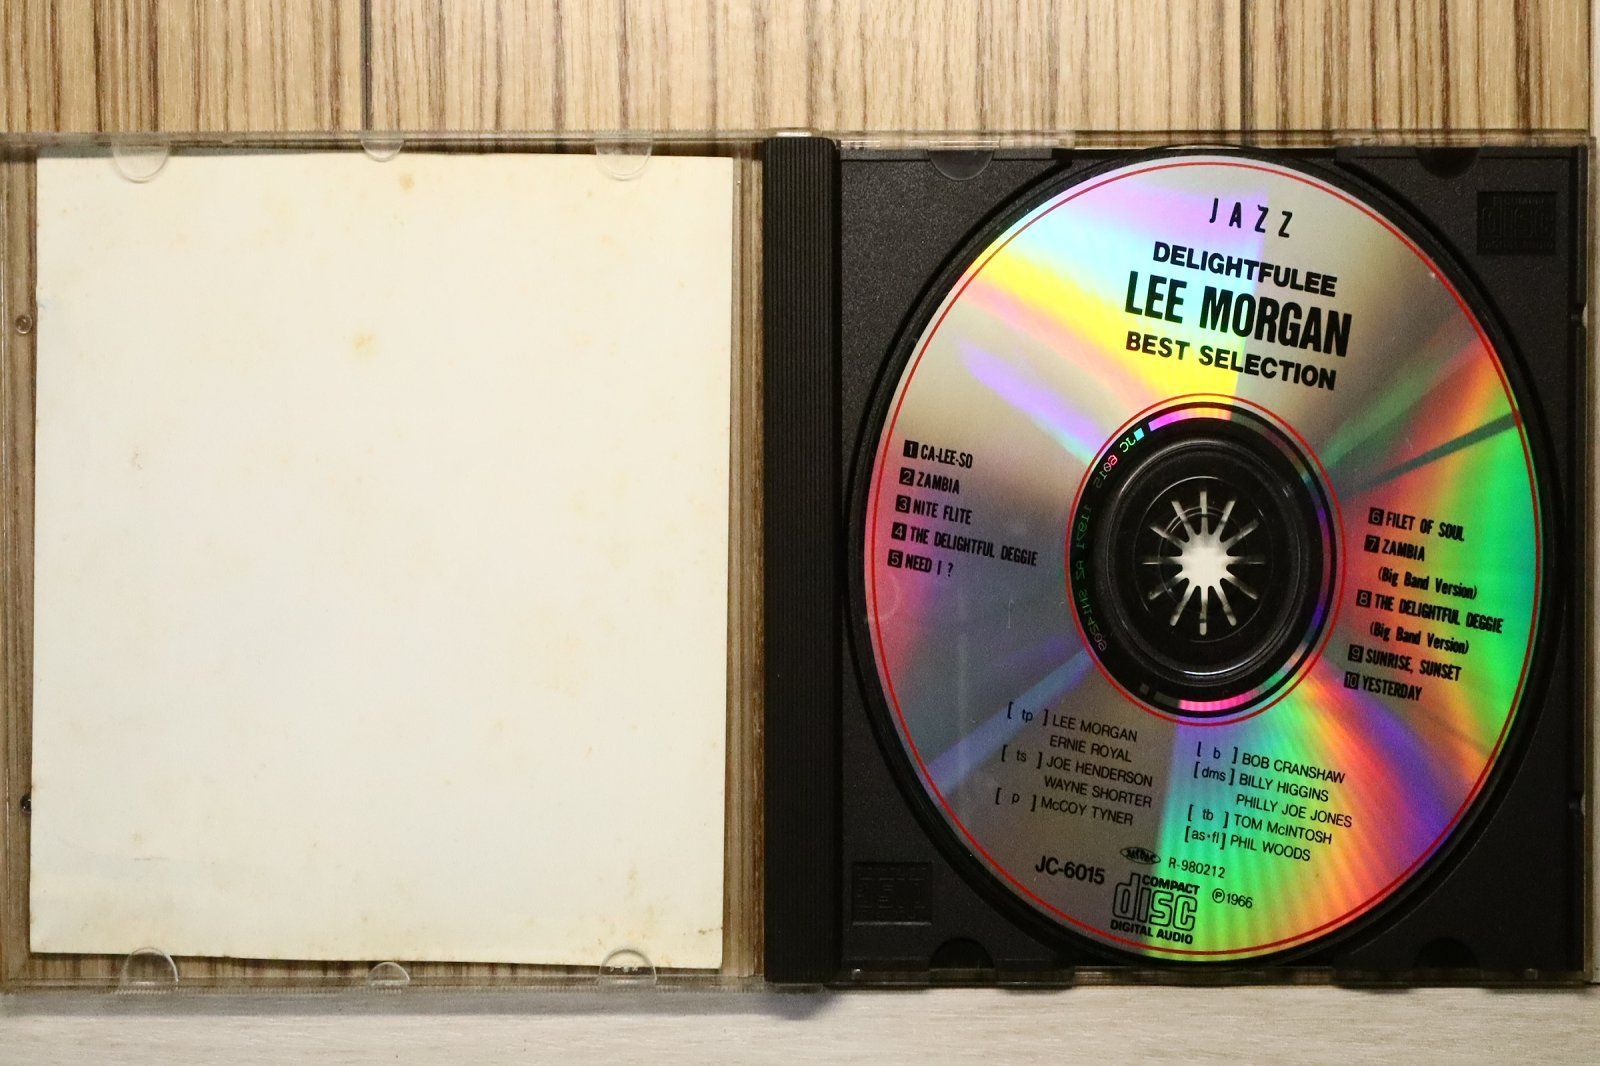 JAZZ
DELIGHTFULEE
LEE MORGAN
BEST SELECTION
1 CA-LEE-SO
2 ZAMBIA
3 NITE FLITE
4 THE DELIGHTFUL DEGGIE
5 NEED I ?
6 FILET OF SOUL
7 ZAMBIA
(Big Band Version)
8 THE DELIGHTFUL DEGGIE
(Big Band Version)
9 SUNRISE, SUNSET
10 YESTERDAY
[ tp ] LEE MORGAN
ERNIE ROYAL
[ ts ] JOE HENDERSON
WAYNE SHORTER
[ p ] McCOY TYNER
[ b ] BOB CRANSHAW
[dms] BILLY HIGGINS
PHILLY JOE JONES
[ tb ] TOM McINTOSH
[as•fl] PHIL WOODS
JC-6015
R-980212
COMPACT
disc
DIGITAL AUDIO
Ⓟ1966
JC 6015